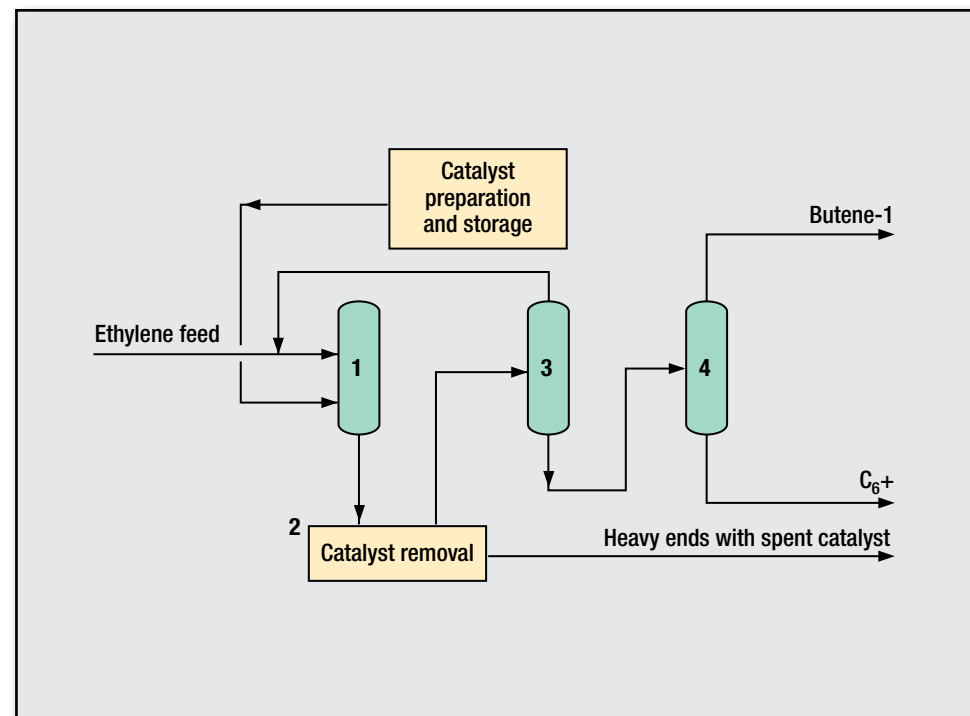 Catalyst
preparation
and storage
Butene-1
Ethylene feed
1
3
4
C₆+
2
Catalyst removal
Heavy ends with spent catalyst